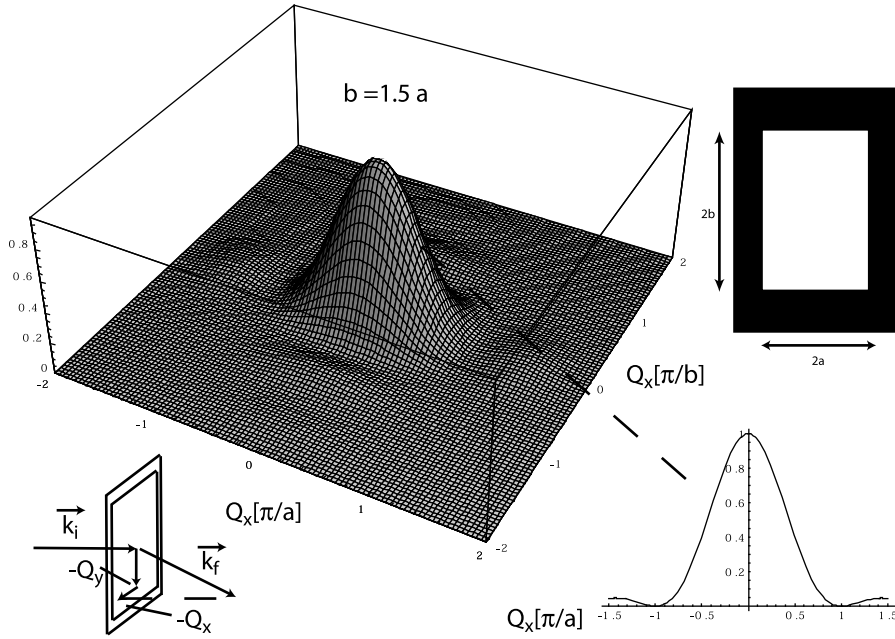 b =1.5 a
0 . 8
0 . 6
0 . 4
0 . 2
0
-2
-1
0
1
2
-2
-1
0
1
2
Q_x[π/a]
Q_x[π/b]
2b
2a
k_i
k_f
-Q_y
-Q_x
1
0 . 8
0 . 6
0 . 4
0 . 2
Q_x[π/a]
-1.5
-1
-0.5
0.5
1
1.5